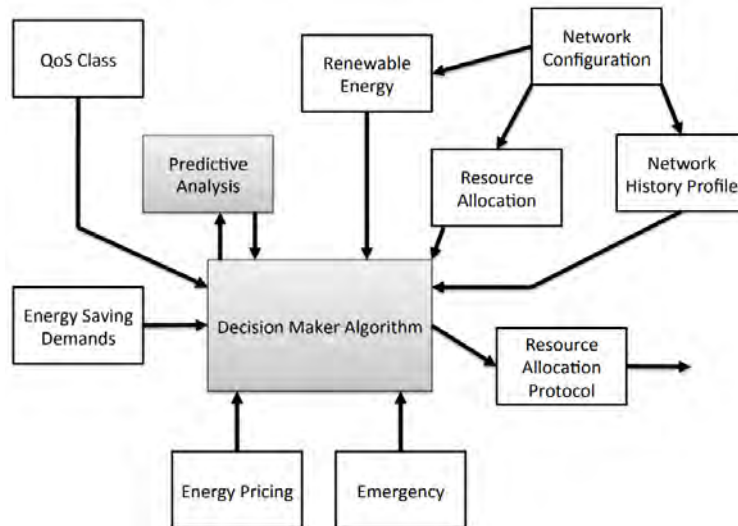 QoS Class
Renewable
Energy
Network
Configuration
Predictive
Analysis
Resource
Allocation
Network
History Profile
Energy Saving
Demands
Decision Maker Algorithm
Resource
Allocation
Protocol
Energy Pricing
Emergency